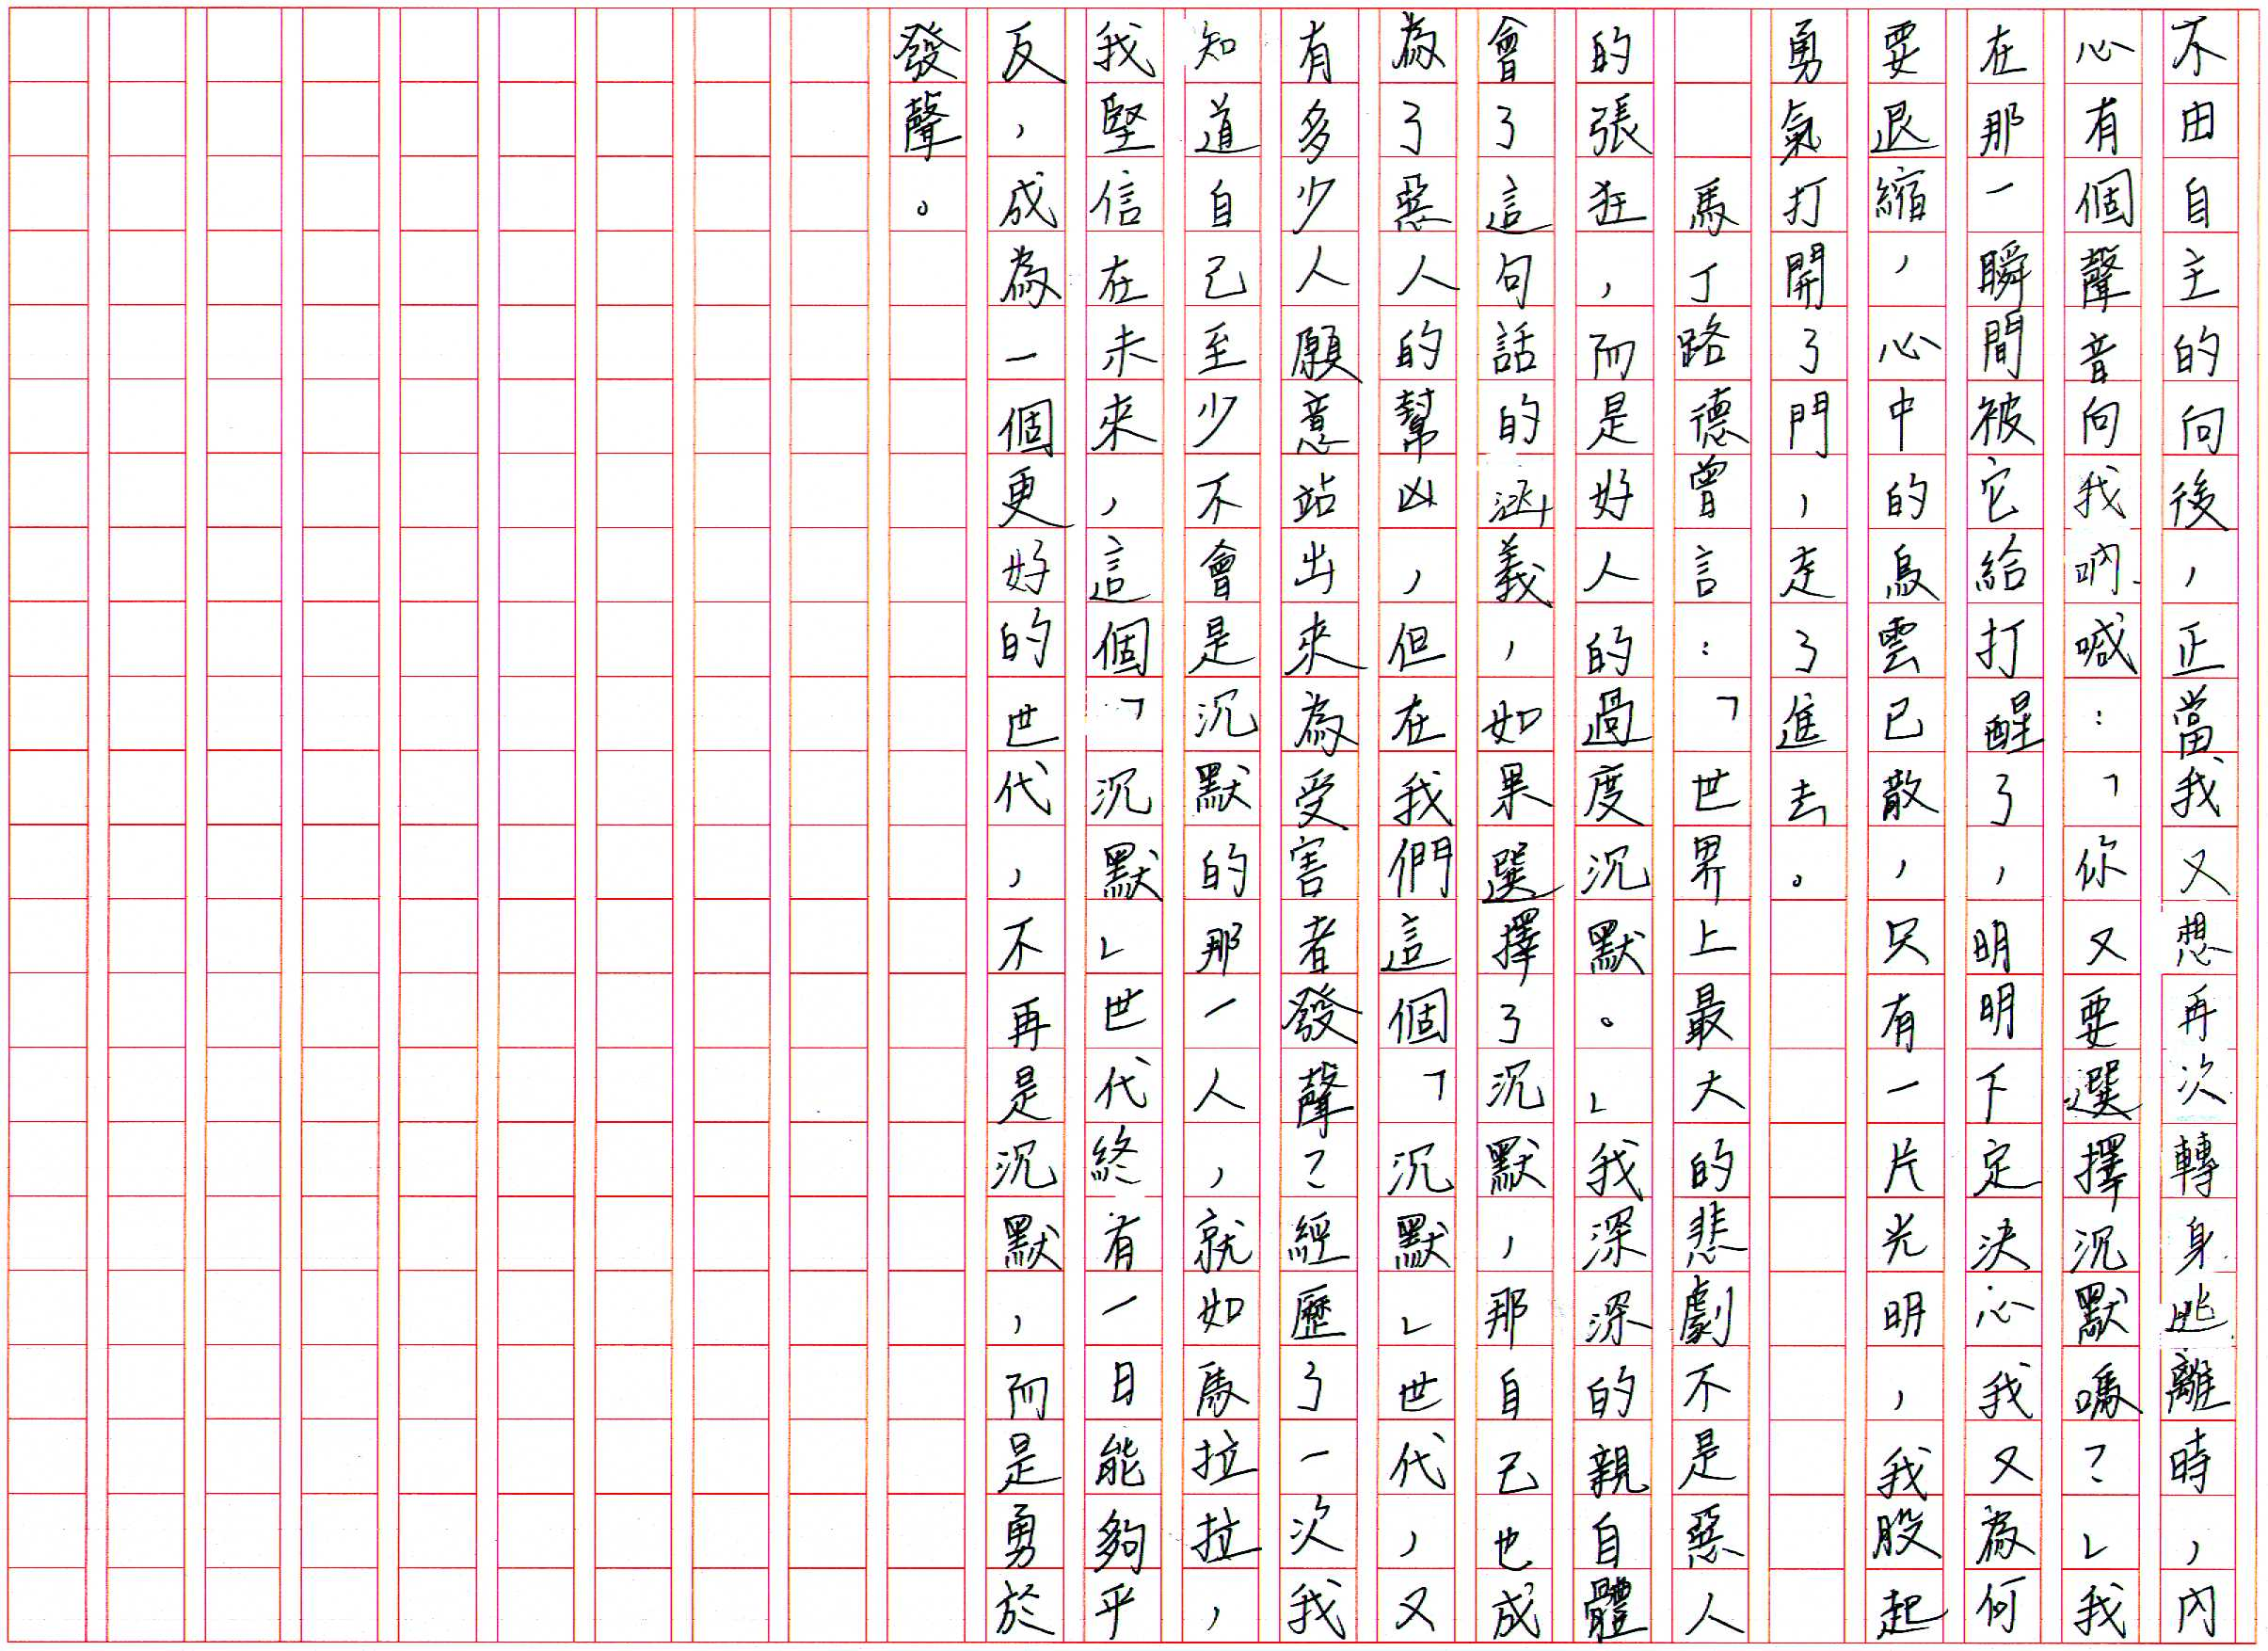 不由自主的向後，正當我又想再次轉身逃離時，內
心有個聲音向我吶喊：「你又要選擇沉默嗎？」我
在那一瞬間被它給打醒了，明明下定決心我又為何
要退縮，心中的烏雲已散，只有一片光明，我股起
勇氣打開了門，走了進去。
馬丁路德曾言：「世界上最大的悲劇不是惡人
的張狂，而是好人的過度沉默。」我深深的親自體
會了這句話的涵義，如果選擇了沉默，那自己也成
為了惡人的幫凶，但在我們這個「沉默」世代，又
有多少人願意站出來為受害者發聲？經歷了一次我
知道自己至少不會是沉默的那一人，就如馬拉拉，
我堅信在未來，這個「沉默」世代終有一日能夠平
反，成為一個更好的世代，不再是沉默，而是勇於
發聲。